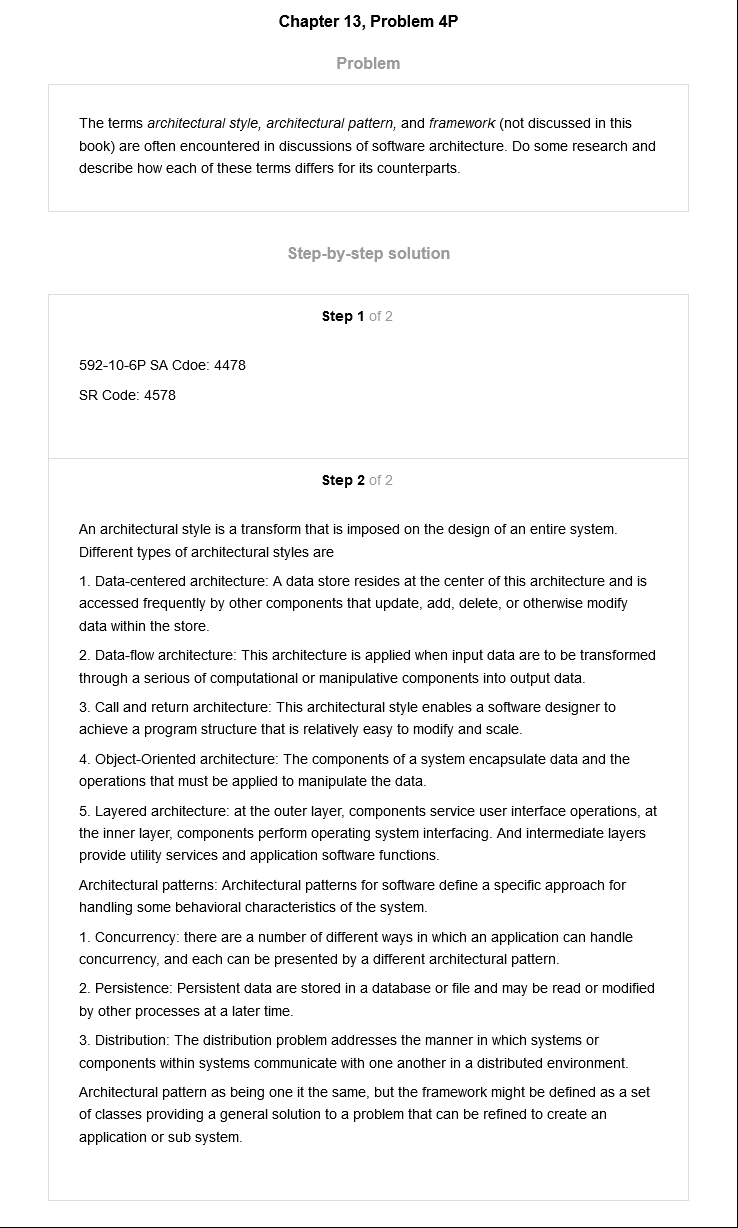 Chapter 13, Problem 4P
Problem
The terms architectural style, architectural pattern, and framework (not discussed in this
book) are often encountered in discussions of software architecture. Do some research and
describe how each of these terms differs for its counterparts.
Step-by-step solution
Step 1 of 2
592-10-6P SA Cdoe: 4478
SR Code: 4578
Step 2 of 2
An architectural style is a transform that is imposed on the design of an entire system.
Different types of architectural styles are
1. Data-centered architecture: A data store resides at the center of this architecture and is
accessed frequently by other components that update, add, delete, or otherwise modify
data within the store.
2. Data-flow architecture: This architecture is applied when input data are to be transformed
through a serious of computational or manipulative components into output data.
3. Call and return architecture: This architectural style enables a software designer to
achieve a program structure that is relatively easy to modify and scale.
4. Object-Oriented architecture: The components of a system encapsulate data and the
operations that must be applied to manipulate the data.
5. Layered architecture: at the outer layer, components service user interface operations, at
the inner layer, components perform operating system interfacing. And intermediate layers
provide utility services and application software functions.
Architectural patterns: Architectural patterns for software define a specific approach for
handling some behavioral characteristics of the system.
1. Concurrency: there are a number of different ways in which an application can handle
concurrency, and each can be presented by a different architectural pattern.
2. Persistence: Persistent data are stored in a database or file and may be read or modified
by other processes at a later time.
3. Distribution: The distribution problem addresses the manner in which systems or
components within systems communicate with one another in a distributed environment.
Architectural pattern as being one it the same, but the framework might be defined as a set
of classes providing a general solution to a problem that can be refined to create an
application or sub system.